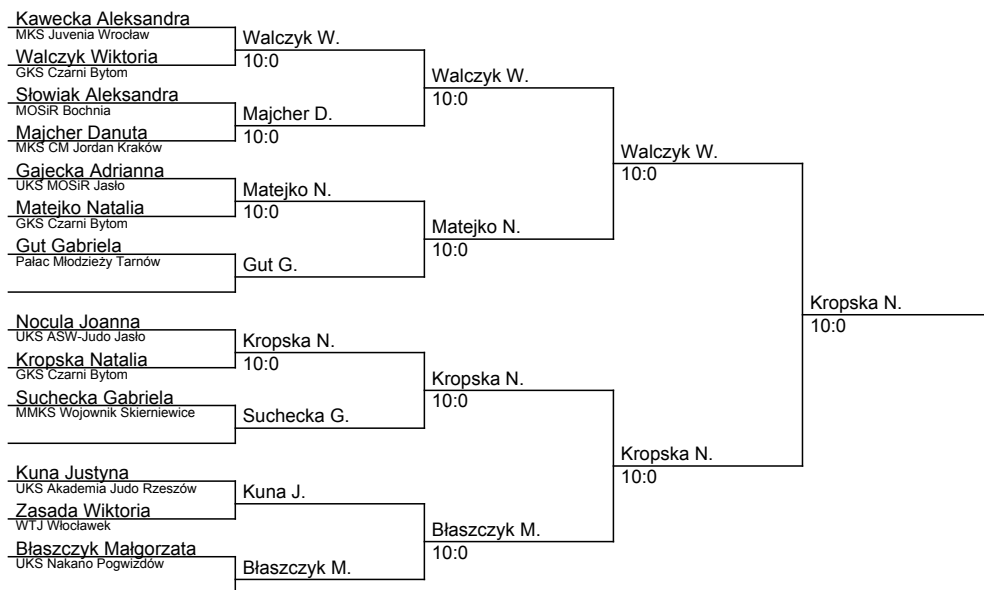 Kawecka Aleksandra
MKS Juvenia Wrocław
Walczyk Wiktoria
GKS Czarni Bytom
Słowiak Aleksandra
MOSiR Bochnia
Majcher Danuta
MKS CM Jordan Kraków
Gajecka Adrianna
UKS MOSiR Jasło
Matejko Natalia
GKS Czarni Bytom
Gut Gabriela
Pałac Młodzieży Tarnów
Nocula Joanna
UKS ASW-Judo Jasło
Kropska Natalia
GKS Czarni Bytom
Suchecka Gabriela
MMKS Wojownik Skierniewice
Kuna Justyna
UKS Akademia Judo Rzeszów
Zasada Wiktoria
WTJ Włocławek
Błaszczyk Małgorzata
UKS Nakano Pogwizdów
Walczyk W.
10:0
Majcher D.
10:0
Matejko N.
10:0
Gut G.
Kropska N.
10:0
Suchecka G.
Kuna J.
Błaszczyk M.
Walczyk W.
10:0
Matejko N.
10:0
Kropska N.
10:0
Błaszczyk M.
10:0
Walczyk W.
10:0
Kropska N.
10:0
Kropska N.
10:0